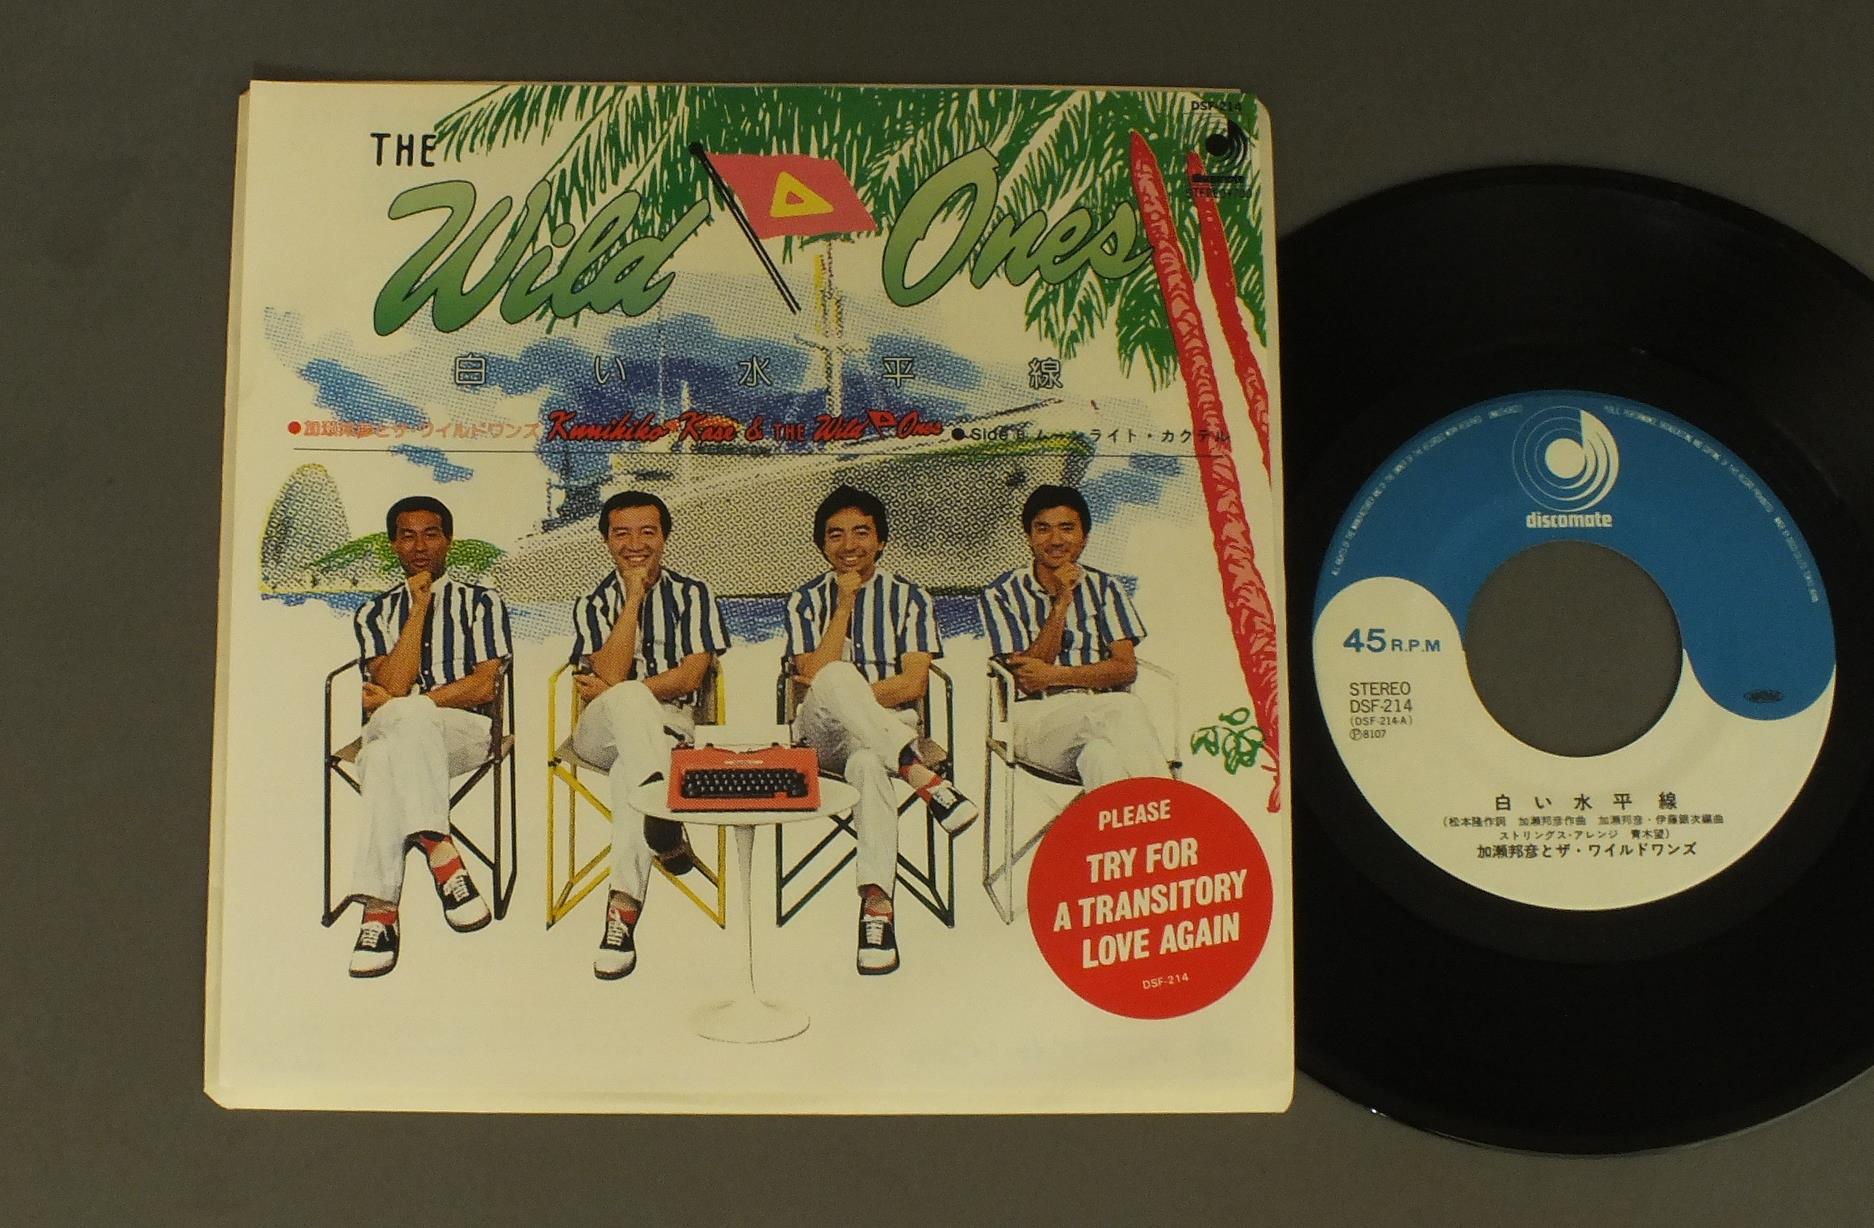 DSF-214
THE
Wild Ones
discomate
白い水平線
●加瀬邦彦とザ・ワイルドワンズ Kunihiko Kase & THE Wild Ones ●Side B ムーンライト・カクテル
PLEASE
TRY FOR
A TRANSITORY
LOVE AGAIN
DSF-214
discomate
45 R.P.M
STEREO
DSF-214
(DSF-214-A)
Ⓟ8107
白い水平線
(松本隆作詞 加瀬邦彦作曲 加瀬邦彦・伊藤銀次編曲
ストリングス・アレンジ 青木望)
加瀬邦彦とザ・ワイルドワンズ